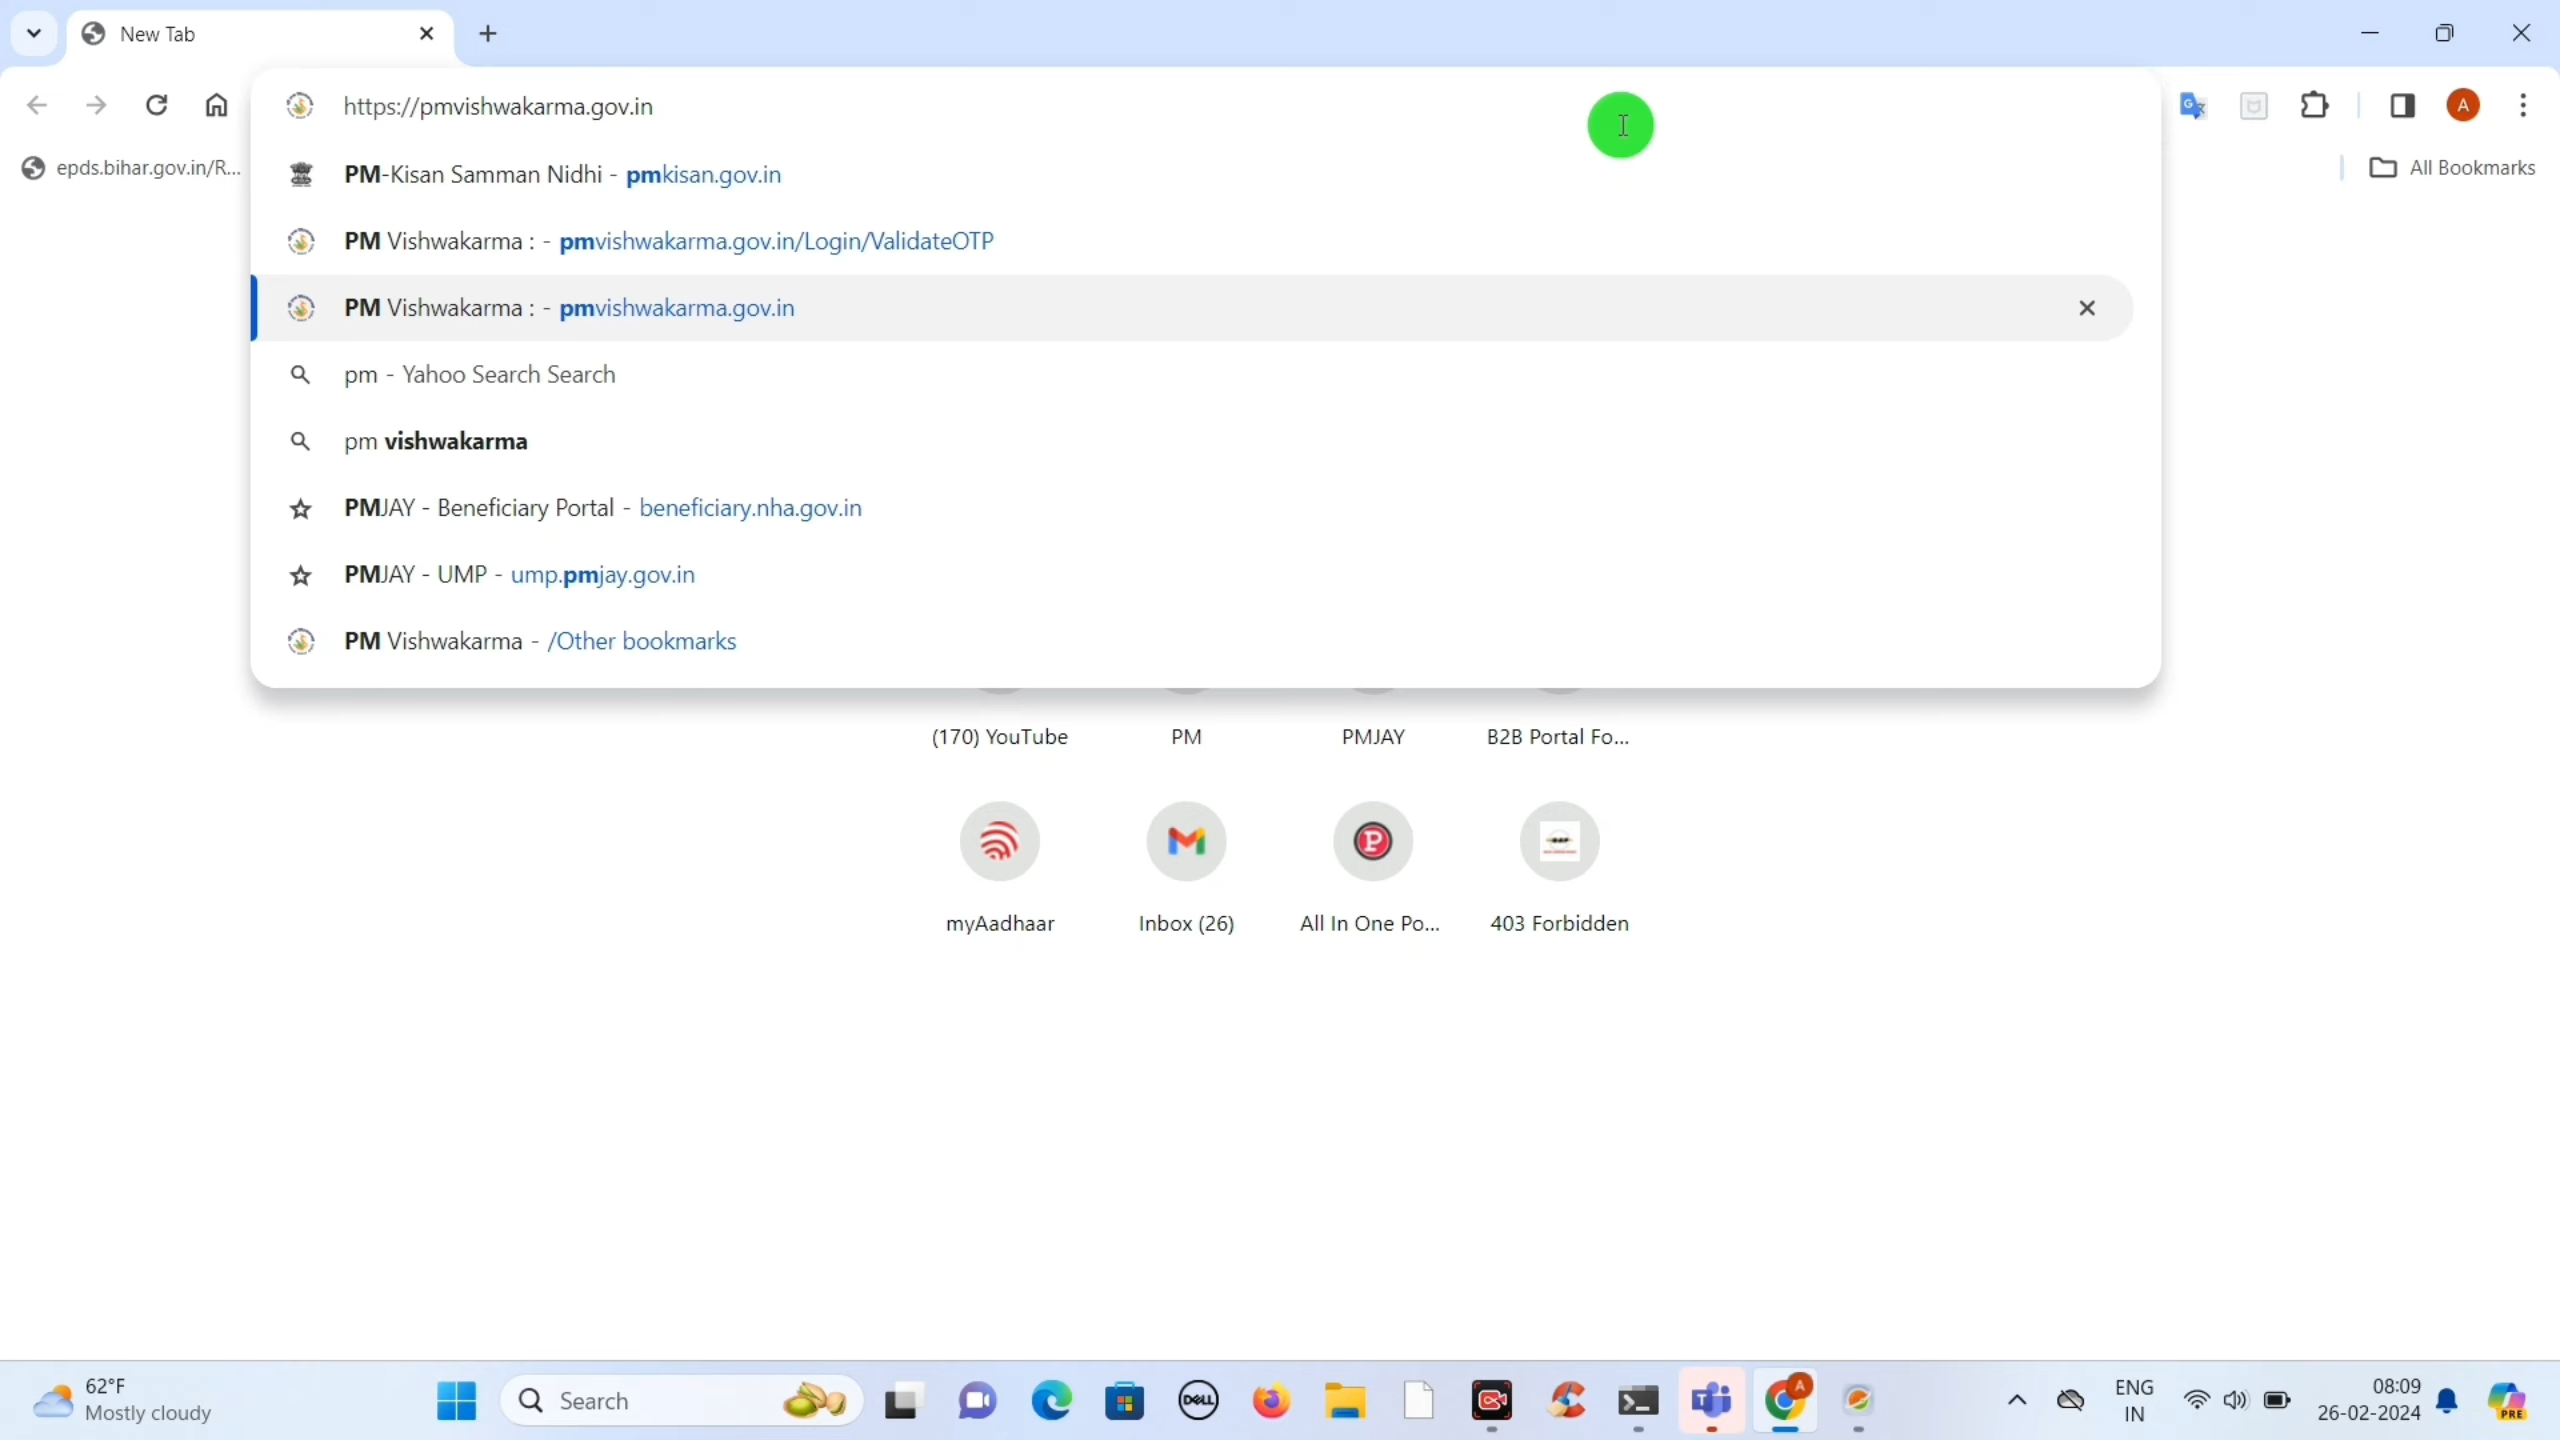 New Tab
https://pmvishwakarma.gov.in
epds.bihar.gov.in/R...
All Bookmarks
A
PM-Kisan Samman Nidhi - pmkisan.gov.in
PM Vishwakarma : - pmvishwakarma.gov.in/Login/ValidateOTP
PM Vishwakarma : - pmvishwakarma.gov.in
pm - Yahoo Search Search
pm vishwakarma
PMJAY - Beneficiary Portal - beneficiary.nha.gov.in
PMJAY - UMP - ump.pmjay.gov.in
PM Vishwakarma - /Other bookmarks
(170) YouTube
PM
PMJAY
B2B Portal Fo...
myAadhaar
Inbox (26)
All In One Po...
403 Forbidden
62°F
Mostly cloudy
Search
DELL
A
ENG
IN
08:09
26-02-2024
PRE